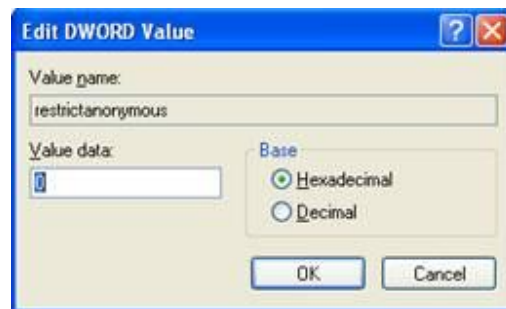 Edit DWORD Value
Value name:
restrictanonymous
Value data:
0
Base
Hexadecimal
Decimal
OK
Cancel